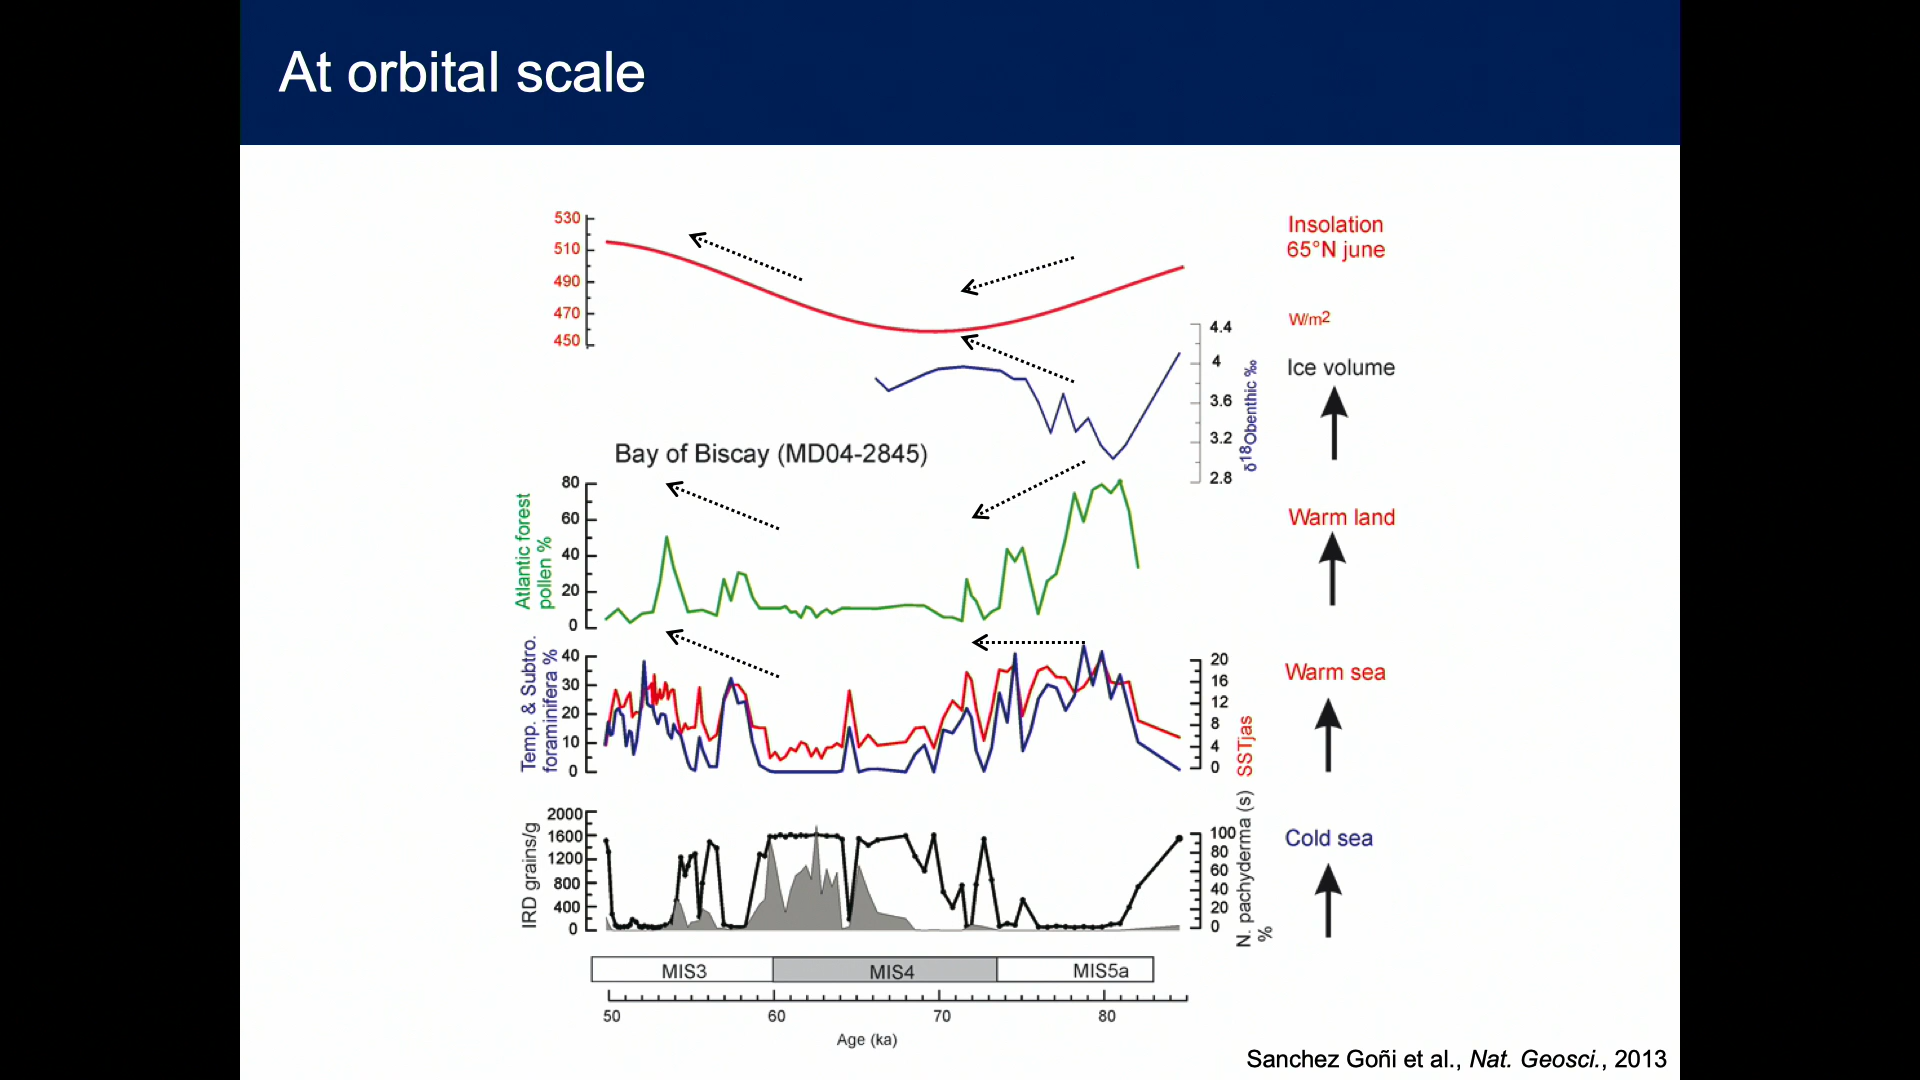 At orbital scale
530
510
490
470
450
Insolation
65°N june
W/m2
4.4
4
3.6
3.2
2.8
δ18Obenthic ‰
Ice volume
Bay of Biscay (MD04-2845)
80
60
40
20
0
Atlantic forest
pollen %
Warm land
40
30
20
10
0
Temp. & Subtro.
foraminifera %
20
16
12
8
4
0
SSTjas
Warm sea
2000
1600
1200
800
400
0
IRD grains/g
100
80
60
40
20
0
N. pachyderma (s)
%
Cold sea
MIS3
MIS4
MIS5a
50
60
70
80
Age (ka)
Sanchez Goñi et al., Nat. Geosci., 2013